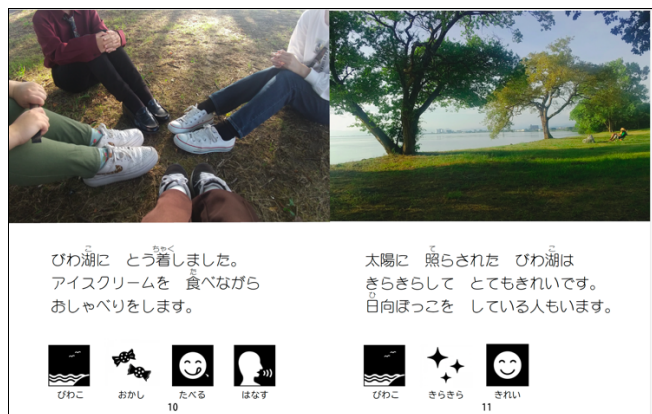 びわ湖に とう着しました。
アイスクリームを 食べながら
おしゃべりをします。
びわこ おかし たべる はなす
10
太陽に 照らされた びわ湖は
きらきらして とてもきれいです。
日向ぼっこを している人もいます。
びわこ きらきら きれい
11